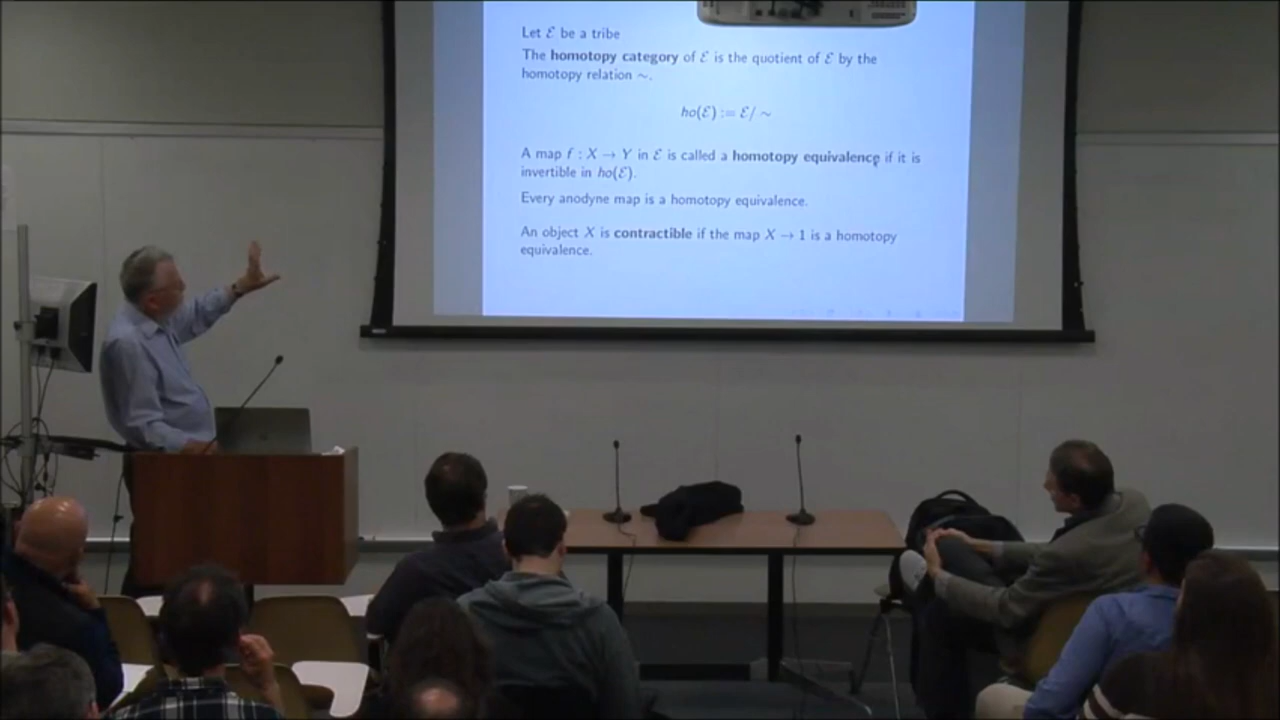 Let ℰ be a tribe
The homotopy category of ℰ is the quotient of ℰ by the
homotopy relation ∼.
ho(ℰ) := ℰ/ ∼
A map f : X → Y in ℰ is called a homotopy equivalence if it is
invertible in ho(ℰ).
Every anodyne map is a homotopy equivalence.
An object X is contractible if the map X → 1 is a homotopy
equivalence.